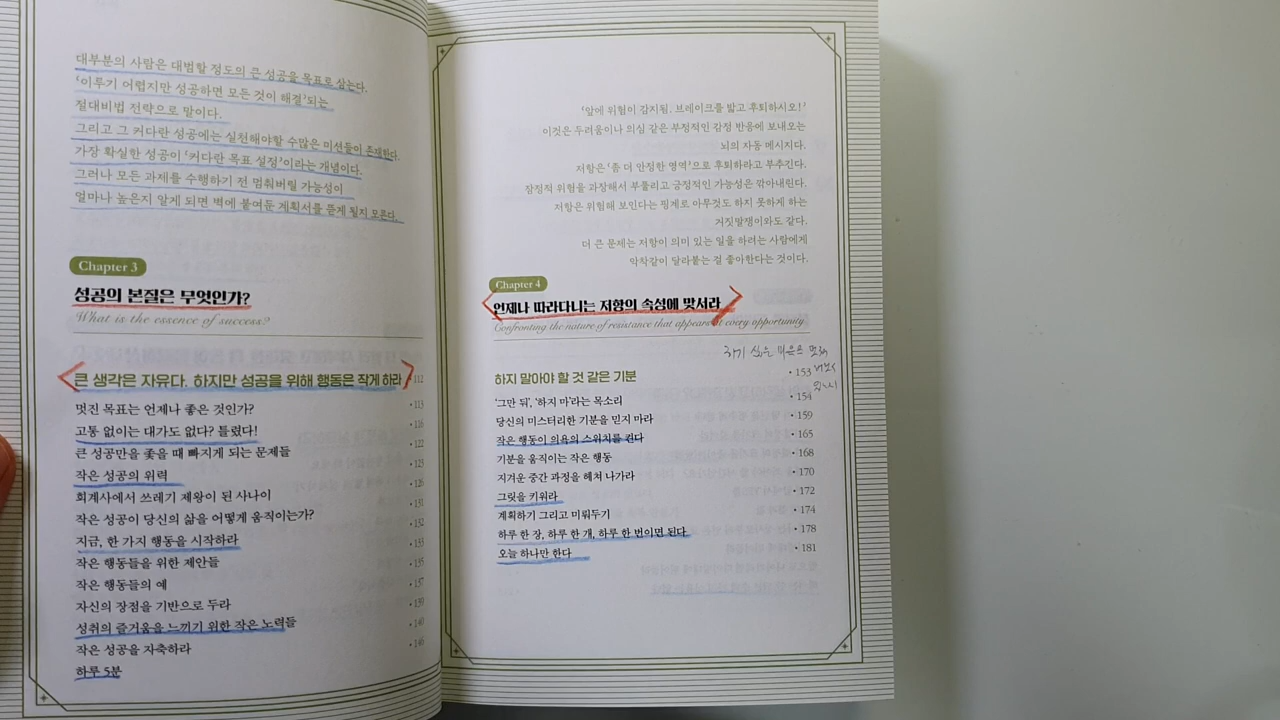 대부분의 사람은 대범할 정도의 큰 성공을 목표로 삼는다.
'이루기 어렵지만 성공하면 모든 것이 해결'되는
절대비법 전략으로 말이다.
그리고 그 커다란 성공에는 실천해야할 수많은 미션들이 존재한다.
가장 확실한 성공이 '커다란 목표 설정'이라는 개념이다.
그러나 모든 과제를 수행하기 전 멈춰버릴 가능성이
얼마나 높은지 알게 되면 벽에 붙여둔 계획서를 뜯게 될지 모른다.
Chapter 3
성공의 본질은 무엇인가?
What is the essence of success?
큰 생각은 자유다. 하지만 성공을 위해 행동은 작게 하라 • 112
멋진 목표는 언제나 좋은 것인가? • 113
고통 없이는 대가도 없다? 틀렸다! • 116
큰 성공만을 좇을 때 빠지게 되는 문제들 • 122
작은 성공의 위력 • 125
회계사에서 쓰레기 제왕이 된 사나이 • 126
작은 성공이 당신의 삶을 어떻게 움직이는가? • 131
지금, 한 가지 행동을 시작하라 • 132
작은 행동들을 위한 제안들 • 133
작은 행동들의 예 • 135
자신의 장점을 기반으로 두라 • 137
성취의 즐거움을 느끼기 위한 작은 노력들 • 139
작은 성공을 자축하라 • 140
하루 5분 • 146
'앞에 위험이 감지됨. 브레이크를 밟고 후퇴하시오!'
이것은 두려움이나 의심 같은 부정적인 감정 반응에 보내오는
뇌의 자동 메시지다.
저항은 '좀 더 안정한 영역'으로 후퇴하라고 부추긴다.
잠정적 위험을 과장해서 부풀리고 긍정적인 가능성은 깎아내린다.
저항은 위험해 보인다는 핑계로 아무것도 하지 못하게 하는
거짓말쟁이와도 같다.
더 큰 문제는 저항이 의미 있는 일을 하려는 사람에게
악착같이 달라붙는 걸 좋아한다는 것이다.
Chapter 4
언제나 따라다니는 저항의 속성에 맞서라
Confronting the nature of resistance that appears at every opportunity
하기 싫은 마음은
하지 말아야 할 것 같은 기분 • 153
'그만 둬', '하지 마'라는 목소리 • 154
당신의 미스터리한 기분을 믿지 마라 • 159
작은 행동이 의욕의 스위치를 켠다 • 165
기분을 움직이는 작은 행동 • 168
지겨운 중간 과정을 헤쳐 나가라 • 170
그릿을 키워라 • 172
계획하기 그리고 미뤄두기 • 174
하루 한 장, 하루 한 개, 하루 한 번이면 된다 • 178
오늘 하나만 한다 • 181